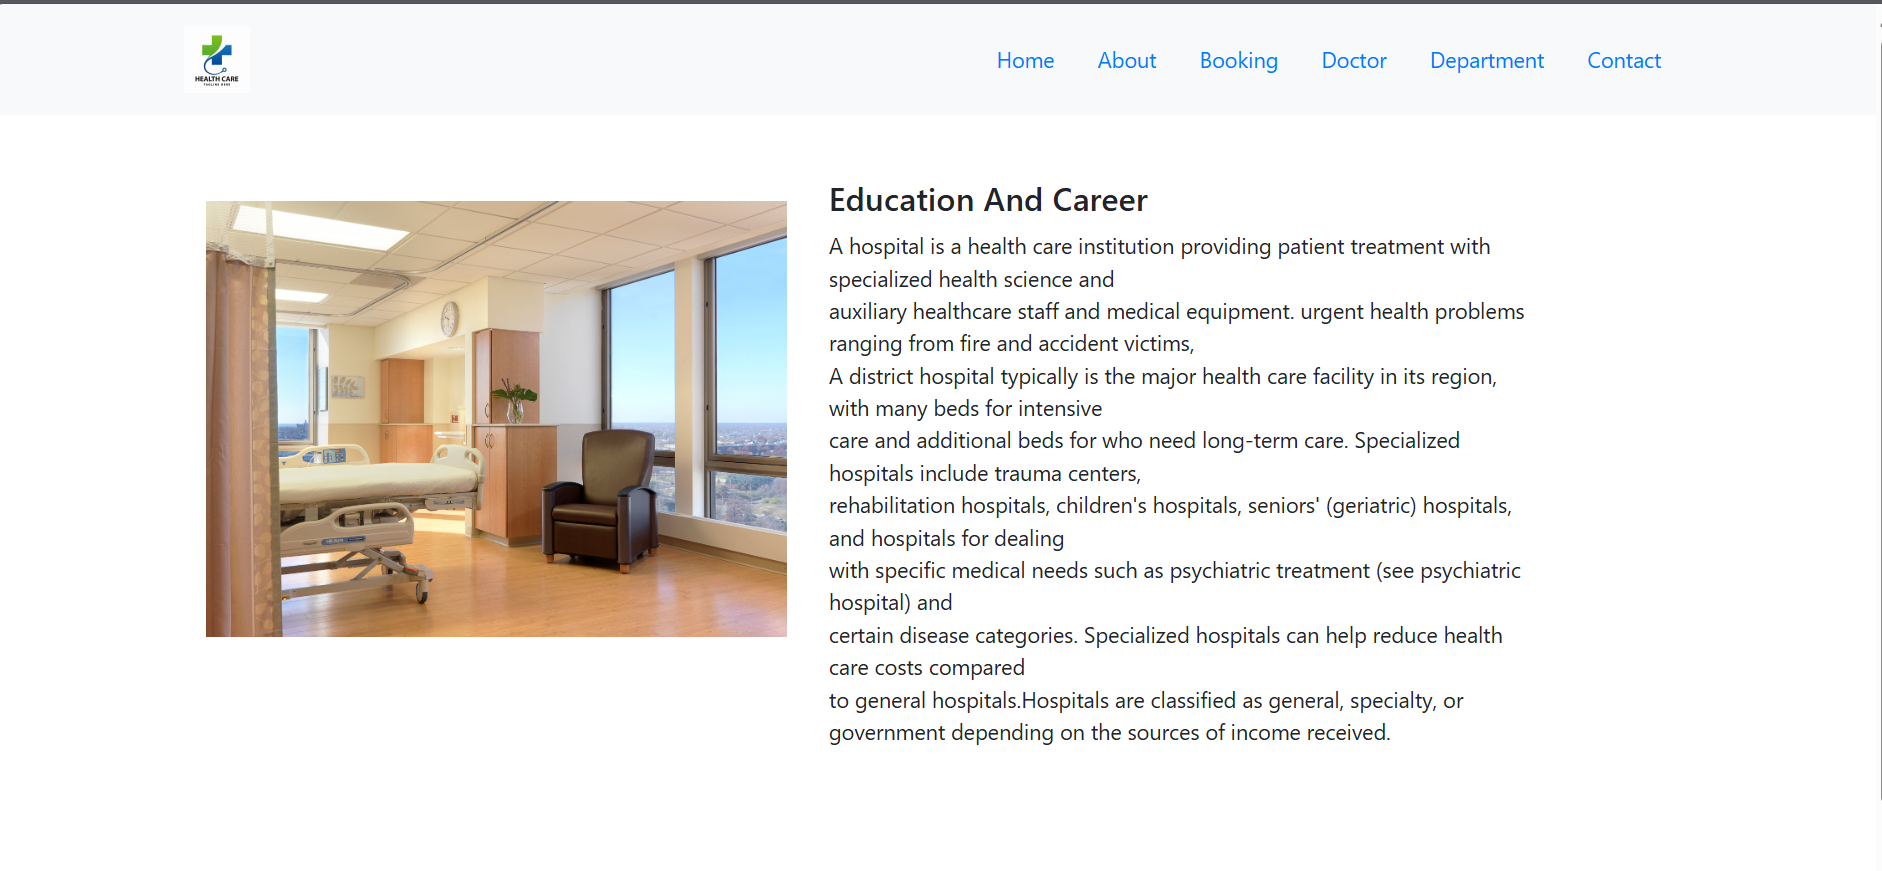 HEALTH CARE
TAGLINE HERE
Home About Booking Doctor Department Contact
Education And Career
A hospital is a health care institution providing patient treatment with
specialized health science and
auxiliary healthcare staff and medical equipment. urgent health problems
ranging from fire and accident victims,
A district hospital typically is the major health care facility in its region,
with many beds for intensive
care and additional beds for who need long-term care. Specialized
hospitals include trauma centers,
rehabilitation hospitals, children's hospitals, seniors' (geriatric) hospitals,
and hospitals for dealing
with specific medical needs such as psychiatric treatment (see psychiatric
hospital) and
certain disease categories. Specialized hospitals can help reduce health
care costs compared
to general hospitals.Hospitals are classified as general, specialty, or
government depending on the sources of income received.